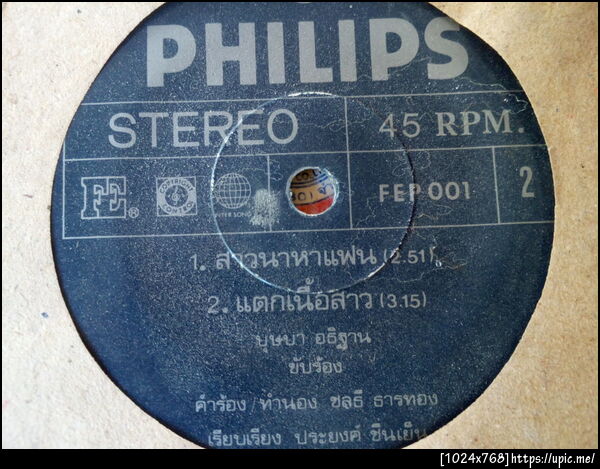 PHILIPS
STEREO
45 RPM.
FE®
INTER SONG
FEP 001
2
1. สาวนาหาแฟน (2.51)
2. แตกเนื้อสาว (3.15)
บุษบา อธิฐาน
ขับร้อง
คำร้อง/ทำนอง ชลธี ธารทอง
เรียบเรียง ประยงค์ ชื่นเย็น
[1024x768]https://upic.me/